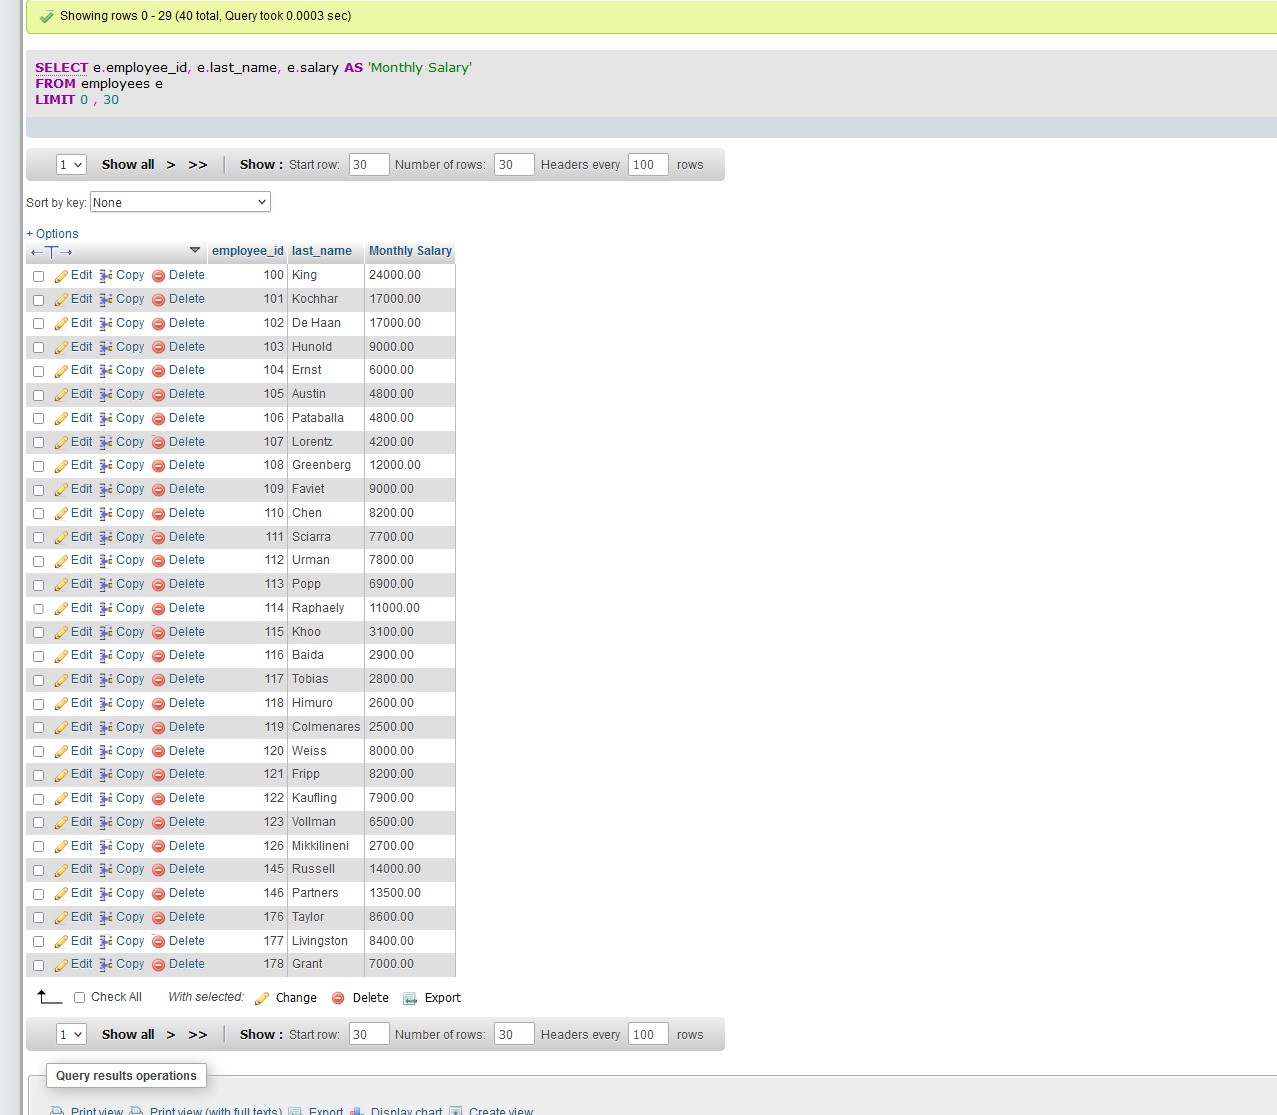 Showing rows 0 - 29 (40 total, Query took 0.0003 sec)
SELECT e.employee_id, e.last_name, e.salary AS 'Monthly Salary'
FROM employees e
LIMIT 0 , 30
1 Show all > >> | Show : Start row: 30 Number of rows: 30 Headers every 100 rows
Sort by key: None
+ Options
←T→ employee_id last_name Monthly Salary
Edit Copy Delete 100 King 24000.00
Edit Copy Delete 101 Kochhar 17000.00
Edit Copy Delete 102 De Haan 17000.00
Edit Copy Delete 103 Hunold 9000.00
Edit Copy Delete 104 Ernst 6000.00
Edit Copy Delete 105 Austin 4800.00
Edit Copy Delete 106 Pataballa 4800.00
Edit Copy Delete 107 Lorentz 4200.00
Edit Copy Delete 108 Greenberg 12000.00
Edit Copy Delete 109 Faviet 9000.00
Edit Copy Delete 110 Chen 8200.00
Edit Copy Delete 111 Sciarra 7700.00
Edit Copy Delete 112 Urman 7800.00
Edit Copy Delete 113 Popp 6900.00
Edit Copy Delete 114 Raphaely 11000.00
Edit Copy Delete 115 Khoo 3100.00
Edit Copy Delete 116 Baida 2900.00
Edit Copy Delete 117 Tobias 2800.00
Edit Copy Delete 118 Himuro 2600.00
Edit Copy Delete 119 Colmenares 2500.00
Edit Copy Delete 120 Weiss 8000.00
Edit Copy Delete 121 Fripp 8200.00
Edit Copy Delete 122 Kaufling 7900.00
Edit Copy Delete 123 Vollman 6500.00
Edit Copy Delete 126 Mikkilineni 2700.00
Edit Copy Delete 145 Russell 14000.00
Edit Copy Delete 146 Partners 13500.00
Edit Copy Delete 176 Taylor 8600.00
Edit Copy Delete 177 Livingston 8400.00
Edit Copy Delete 178 Grant 7000.00
Check All With selected: Change Delete Export
1 Show all > >> | Show : Start row: 30 Number of rows: 30 Headers every 100 rows
Query results operations
Print view Print view (with full texts) Export Display chart Create view